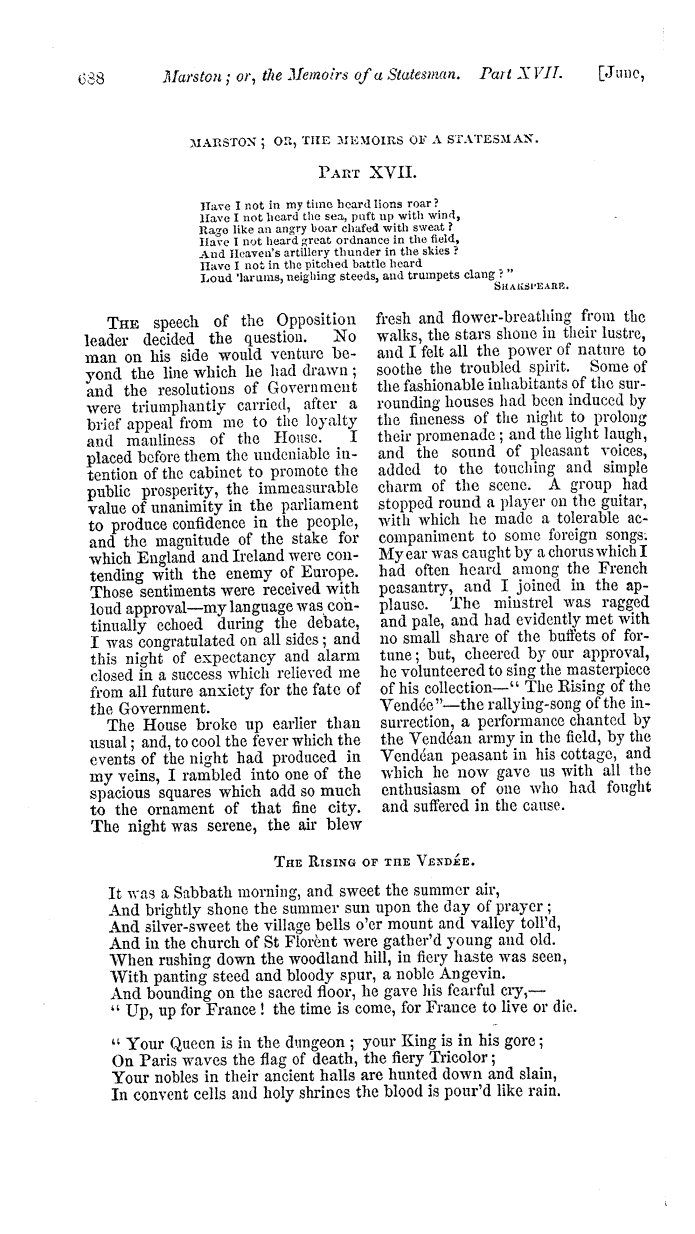 688 Marston; or, the Memoirs of a Statesman. Part XVII. [June,
MARSTON; OR, THE MEMOIRS OF A STATESMAN.
PART XVII.
Have I not in my time heard lions roar?
Have I not heard the sea, puft up with wind,
Rage like an angry boar chafed with sweat?
Have I not heard great ordnance in the field,
And Heaven's artillery thunder in the skies?
Have I not in the pitched battle heard
Loud 'larums, neighing steeds, and trumpets clang?"
SHAKSPEARE.
THE speech of the Opposition
leader decided the question. No
man on his side would venture be-
yond the line which he had drawn;
and the resolutions of Government
were triumphantly carried, after a
brief appeal from me to the loyalty
and manliness of the House. I
placed before them the undeniable in-
tention of the cabinet to promote the
public prosperity, the immeasurable
value of unanimity in the parliament
to produce confidence in the people,
and the magnitude of the stake for
which England and Ireland were con-
tending with the enemy of Europe.
Those sentiments were received with
loud approval—my language was con-
tinually echoed during the debate,
I was congratulated on all sides; and
this night of expectancy and alarm
closed in a success which relieved me
from all future anxiety for the fate of
the Government.
The House broke up earlier than
usual; and, to cool the fever which the
events of the night had produced in
my veins, I rambled into one of the
spacious squares which add so much
to the ornament of that fine city.
The night was serene, the air blew
fresh and flower-breathing from the
walks, the stars shone in their lustre,
and I felt all the power of nature to
soothe the troubled spirit. Some of
the fashionable inhabitants of the sur-
rounding houses had been induced by
the fineness of the night to prolong
their promenade; and the light laugh,
and the sound of pleasant voices,
added to the touching and simple
charm of the scene. A group had
stopped round a player on the guitar,
with which he made a tolerable ac-
companiment to some foreign songs.
My ear was caught by a chorus which I
had often heard among the French
peasantry, and I joined in the ap-
plause. The minstrel was ragged
and pale, and had evidently met with
no small share of the buffets of for-
tune; but, cheered by our approval,
he volunteered to sing the masterpiece
of his collection—"The Rising of the
Vendée"—the rallying-song of the in-
surrection, a performance chanted by
the Vendéan army in the field, by the
Vendéan peasant in his cottage, and
which he now gave us with all the
enthusiasm of one who had fought
and suffered in the cause.
THE RISING OF THE VENDÉE.
It was a Sabbath morning, and sweet the summer air,
And brightly shone the summer sun upon the day of prayer;
And silver-sweet the village bells o'er mount and valley toll'd,
And in the church of St Florènt were gather'd young and old.
When rushing down the woodland hill, in fiery haste was seen,
With panting steed and bloody spur, a noble Angevin.
And bounding on the sacred floor, he gave his fearful cry,—
"Up, up for France! the time is come, for France to live or die.
"Your Queen is in the dungeon; your King is in his gore;
On Paris waves the flag of death, the fiery Tricolor;
Your nobles in their ancient halls are hunted down and slain,
In convent cells and holy shrines the blood is pour'd like rain.